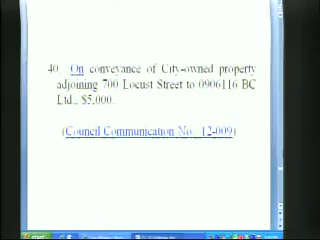 40. On conveyance of City-owned property
adjoining 700 Locust Street to 0906116 BC
Ltd., $5,000.
(Council Communication No. 12-009)
start